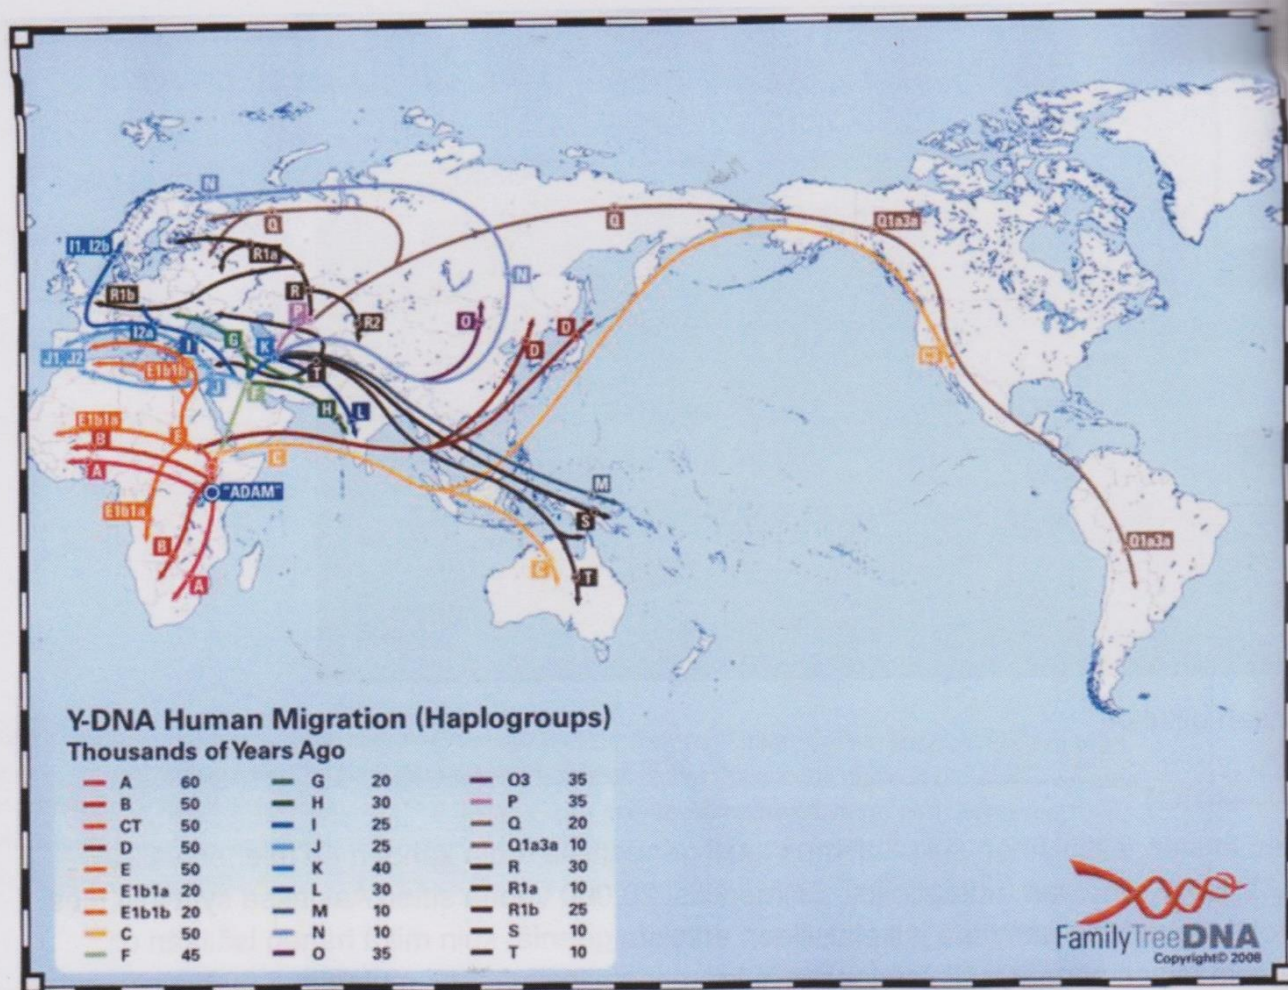 N
Q
Q
Q1a3a
I1, I2b
R1a
N
R1b
R
P
R2
O
D
D
I2a
I
G
K
C3
J1, J2
E1b1b
J
F
T
H
L
E1b1a
B
E
C
A
"ADAM"
M
E1b1a
S
B
C
T
A
Q1a3a
Y-DNA Human Migration (Haplogroups)
Thousands of Years Ago
A 60 G 20 O3 35
B 50 H 30 P 35
CT 50 I 25 Q 20
D 50 J 25 Q1a3a 10
E 50 K 40 R 30
E1b1a 20 L 30 R1a 10
E1b1b 20 M 10 R1b 25
C 50 N 10 S 10
F 45 O 35 T 10
FamilyTreeDNA
Copyright© 2008